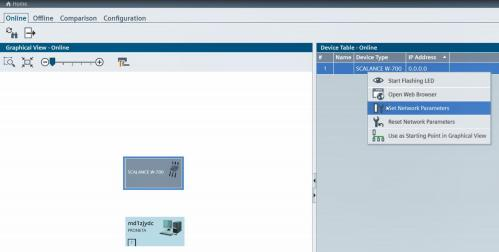 Home
Online Offline Comparison Configuration
Graphical View - Online
Device Table - Online
# Name Device Type IP Address
1 SCALANCE W-700 0.0.0.0
Start Flashing LED
Open Web Browser
Set Network Parameters
Reset Network Parameters
Use as Starting Point in Graphical View
SCALANCE W-700
md1zjydc
PRONETA